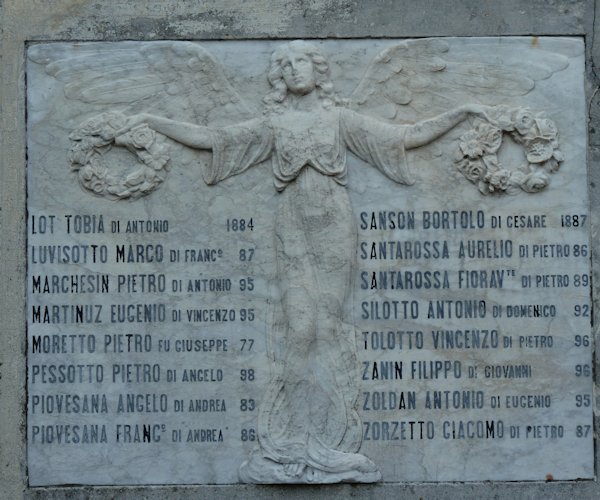 LOT TOBIA DI ANTONIO 1884
LUVISOTTO MARCO DI FRANCº 87
MARCHESIN PIETRO DI ANTONIO 95
MARTINUZ EUGENIO DI VINCENZO 95
MORETTO PIETRO FU GIUSEPPE 77
PESSOTTO PIETRO DI ANGELO 98
PIOVESANA ANGELO DI ANDREA 83
PIOVESANA FRANCº DI ANDREA 86
SANSON BORTOLO DI CESARE 1887
SANTAROSSA AURELIO DI PIETRO 86
SANTAROSSA FIORAVTE DI PIETRO 89
SILOTTO ANTONIO DI DOMENICO 92
TOLOTTO VINCENZO DI PIETRO 96
ZANIN FILIPPO DI GIOVANNI 96
ZOLDAN ANTONIO DI EUGENIO 95
ZORZETTO GIACOMO DI PIETRO 87